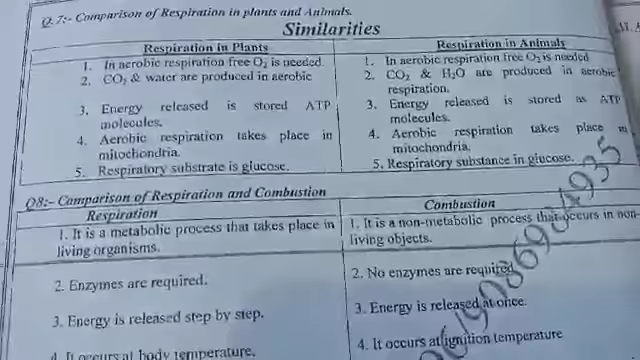 Q.7:- Comparison of Respiration in plants and Animals.
Similarities
Respiration in Plants
1. In aerobic respiration free O₂ is needed
2. CO₂ & water are produced in aerobic
3. Energy released is stored ATP
molecules.
4. Aerobic respiration takes place in
mitochondria.
5. Respiratory substrate is glucose.
Respiration in Animals
1. In aerobic respiration free O₂ is needed
2. CO₂ & H₂O are produced in aerobic
respiration.
3. Energy released is stored as ATP
molecules.
4. Aerobic respiration takes place in
mitochondria.
5. Respiratory substance in glucose.
Q8:- Comparison of Respiration and Combustion
Respiration
1. It is a metabolic process that takes place in
living organisms.
2. Enzymes are required.
3. Energy is released step by step.
4. It occurs at body temperature.
Combustion
1. It is a non-metabolic process that occurs in non-
living objects.
2. No enzymes are required
3. Energy is released at once.
4. It occurs at ignition temperature